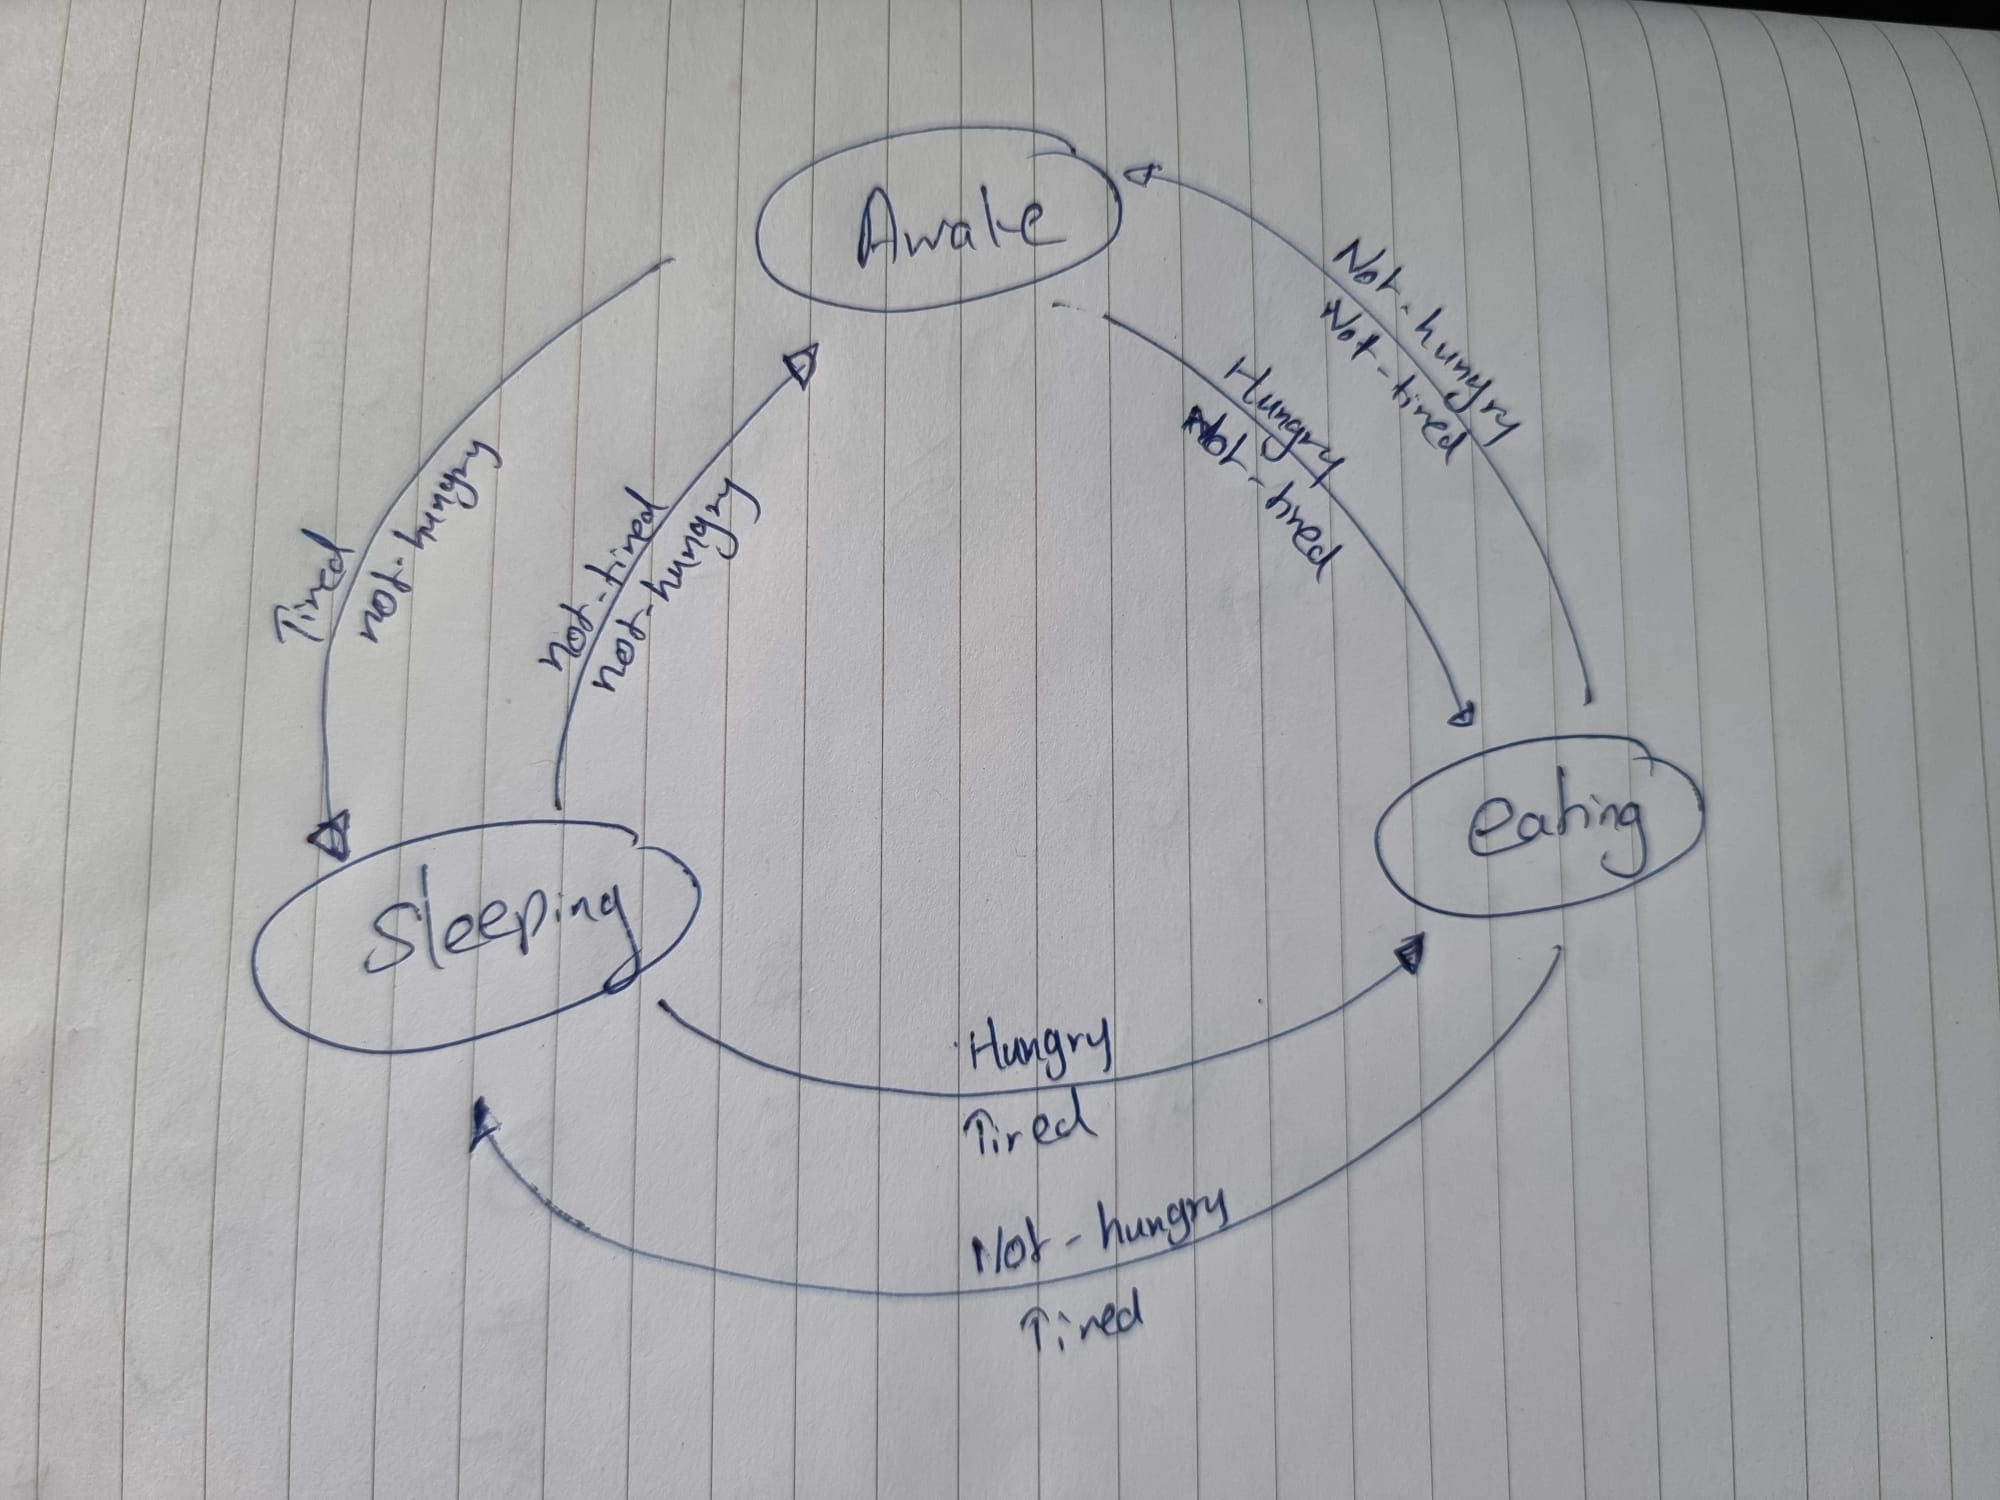 Awake
Not-hungry
Not-tired
Hungry
Not-tired
Tired
not-hungry
not-tired
not-hungry
eating
Sleeping
Hungry
Tired
Not-hungry
Tired